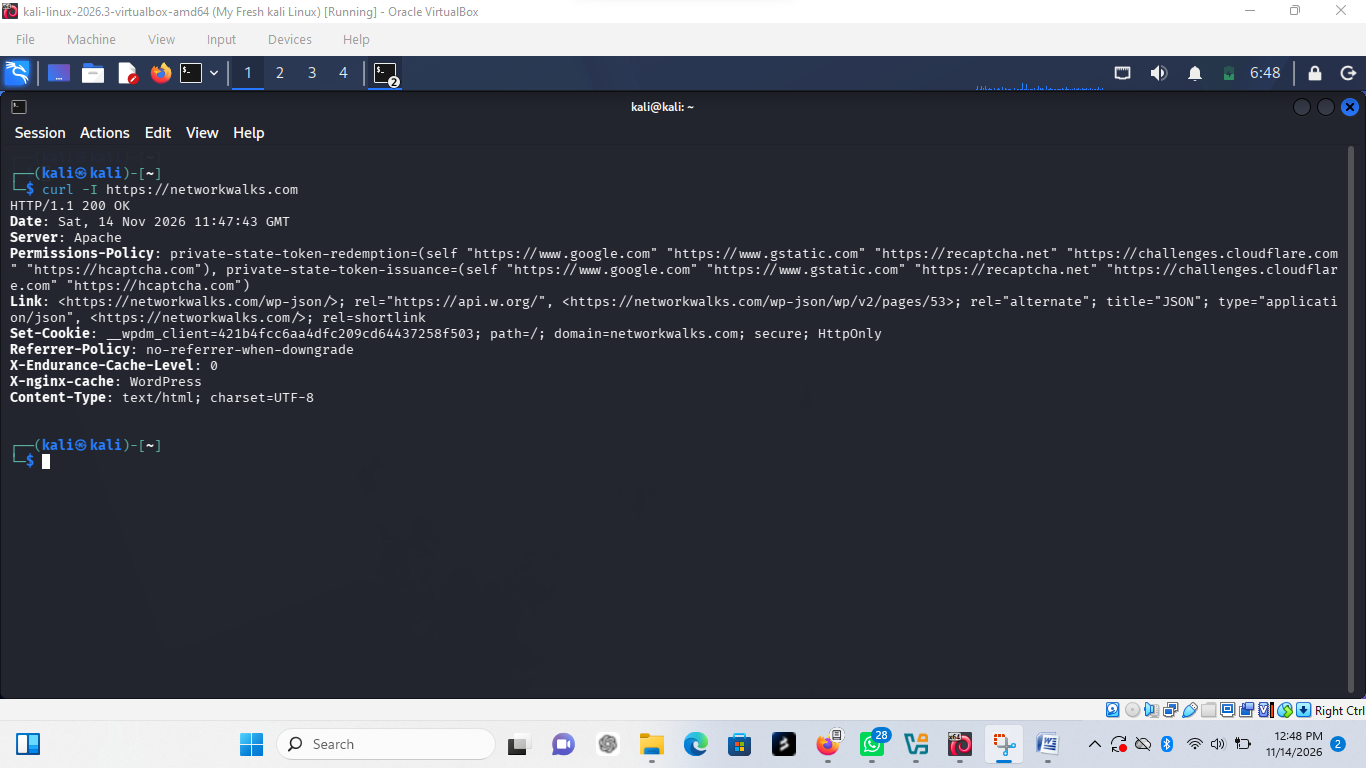 kali-linux-2026.3-virtualbox-amd64 (My Fresh kali Linux) [Running] - Oracle VirtualBox
File Machine View Input Devices Help
1 2 3 4 2 6:48
kali@kali: ~
Session Actions Edit View Help
┌──(kali㉿kali)-[~]
└─$ curl -I https://networkwalks.com
HTTP/1.1 200 OK
Date: Sat, 14 Nov 2026 11:47:43 GMT
Server: Apache
Permissions-Policy: private-state-token-redemption=(self "https://www.google.com" "https://www.gstatic.com" "https://recaptcha.net" "https://challenges.cloudflare.com
" "https://hcaptcha.com"), private-state-token-issuance=(self "https://www.google.com" "https://www.gstatic.com" "https://recaptcha.net" "https://challenges.cloudflar
e.com" "https://hcaptcha.com")
Link: <https://networkwalks.com/wp-json/>; rel="https://api.w.org/", <https://networkwalks.com/wp-json/wp/v2/pages/53>; rel="alternate"; title="JSON"; type="applicati
on/json", <https://networkwalks.com/>; rel=shortlink
Set-Cookie: __wpdm_client=421b4fcc6aa4dfc209cd64437258f503; path=/; domain=networkwalks.com; secure; HttpOnly
Referrer-Policy: no-referrer-when-downgrade
X-Endurance-Cache-Level: 0
X-nginx-cache: WordPress
Content-Type: text/html; charset=UTF-8
┌──(kali㉿kali)-[~]
└─$
Right Ctrl
Search
28
12:48 PM
11/14/2026
2